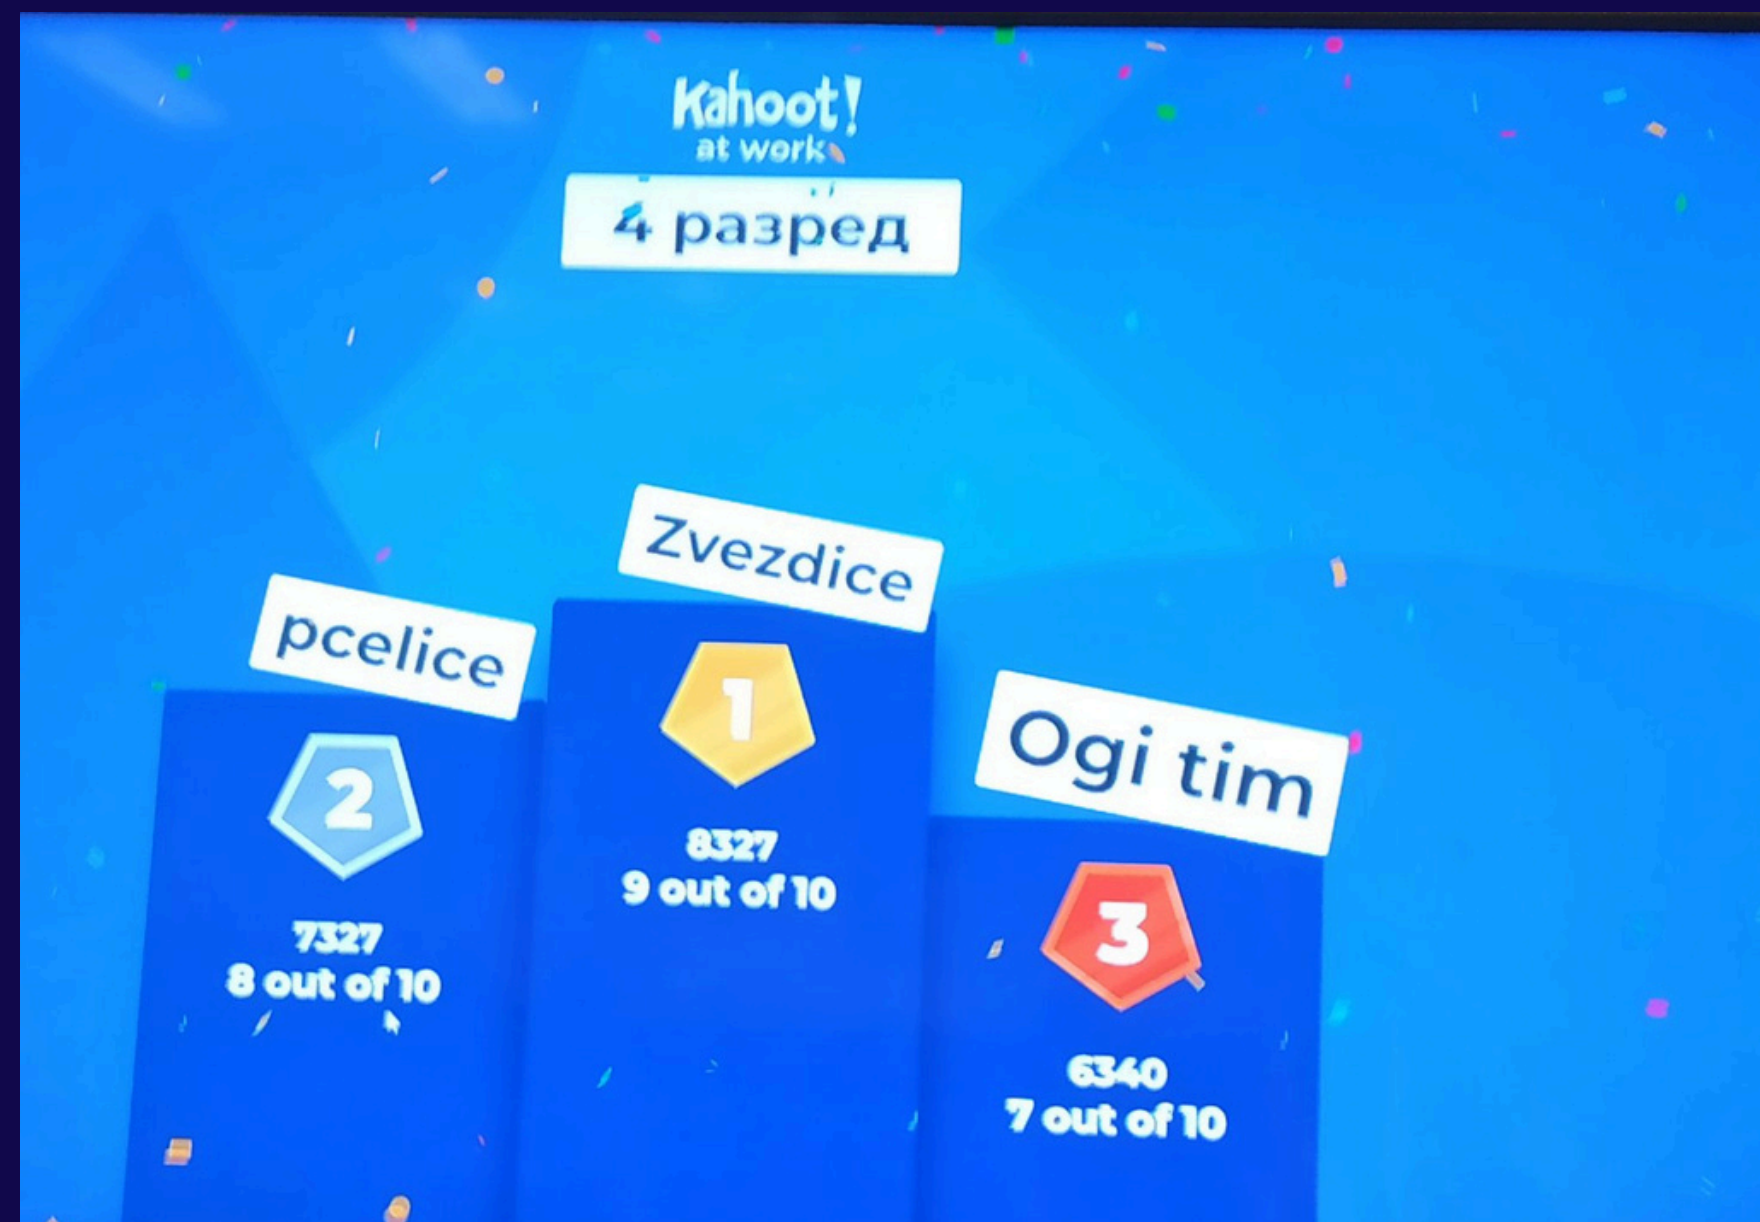 Kahoot!
at work
4 разред
Zvezdice
pcelice
Ogi tim
1
8327
9 out of 10
2
7327
8 out of 10
3
6340
7 out of 10